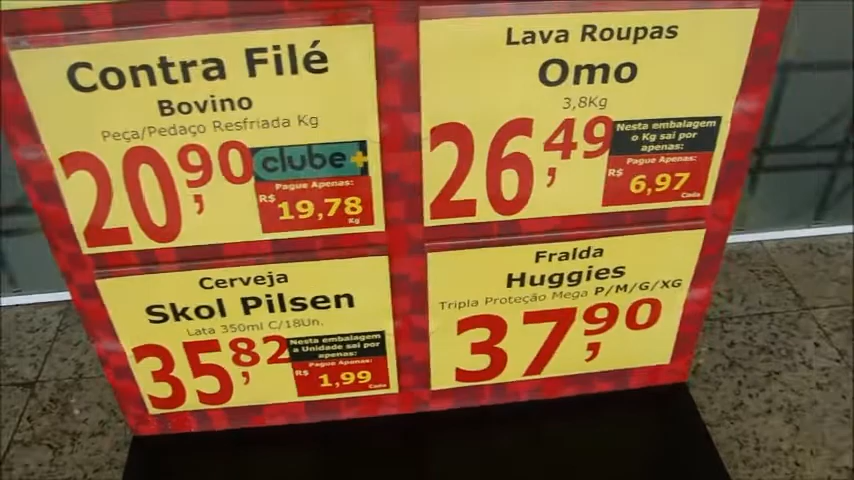 Contra Filé
Bovino
Peça/Pedaço Resfriada Kg
20,90
clube+
Pague Apenas:
R$ 19,78
Kg
Lava Roupas
Omo
3,8Kg
26,49
Nesta embalagem
o Kg sai por
apenas:
Pague Apenas:
R$ 6,97
Cada
Cerveja
Skol Pilsen
Lata 350ml C/18Un.
35,82
Nesta embalagem
a Unidade sai por
apenas:
Pague Apenas:
R$ 1,99
Cada
Fralda
Huggies
Tripla Proteção Mega P/M/G/XG
37,90